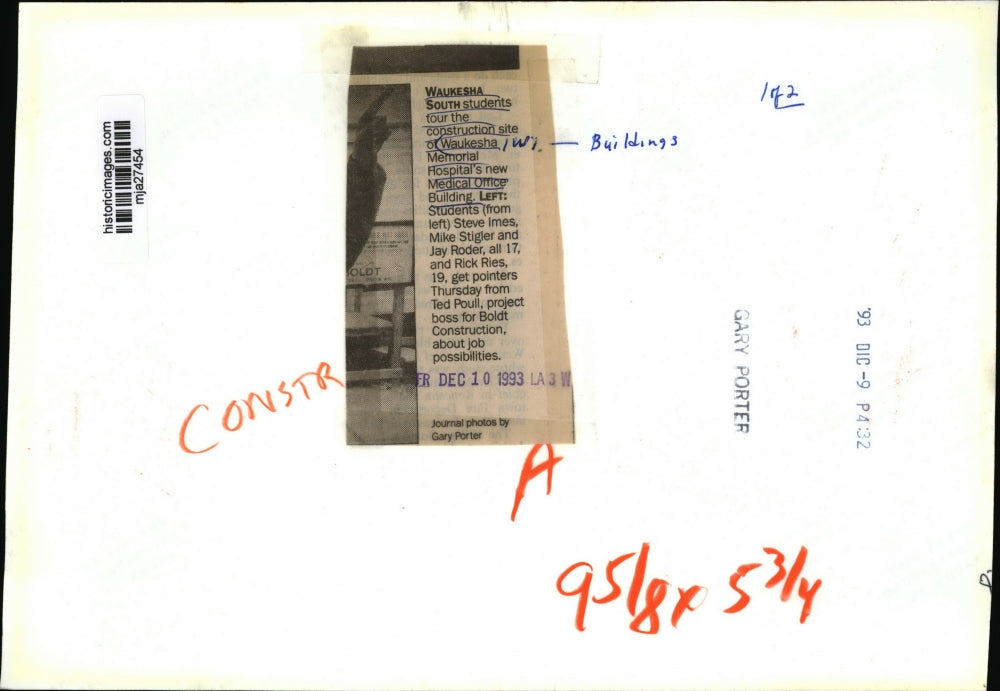 1 of 2
historicimages.com
mja27454
WAUKESHA
SOUTH students
tour the
construction site
of Waukesha, Wi. — Buildings
Memorial
Hospital's new
Medical Office
Building. LEFT:
Students (from
left) Steve Imes,
Mike Stigler and
Jay Roder, all 17,
and Rick Ries,
19, get pointers
Thursday from
Ted Poull, project
boss for Boldt
Construction,
about job
possibilities.
OLDT
FR DEC 10 1993 LA 3 W
Journal photos by
Gary Porter
CONSTR
A
GARY PORTER
'93 DIC -9 P4:32
9 5/8 x 5 3/4